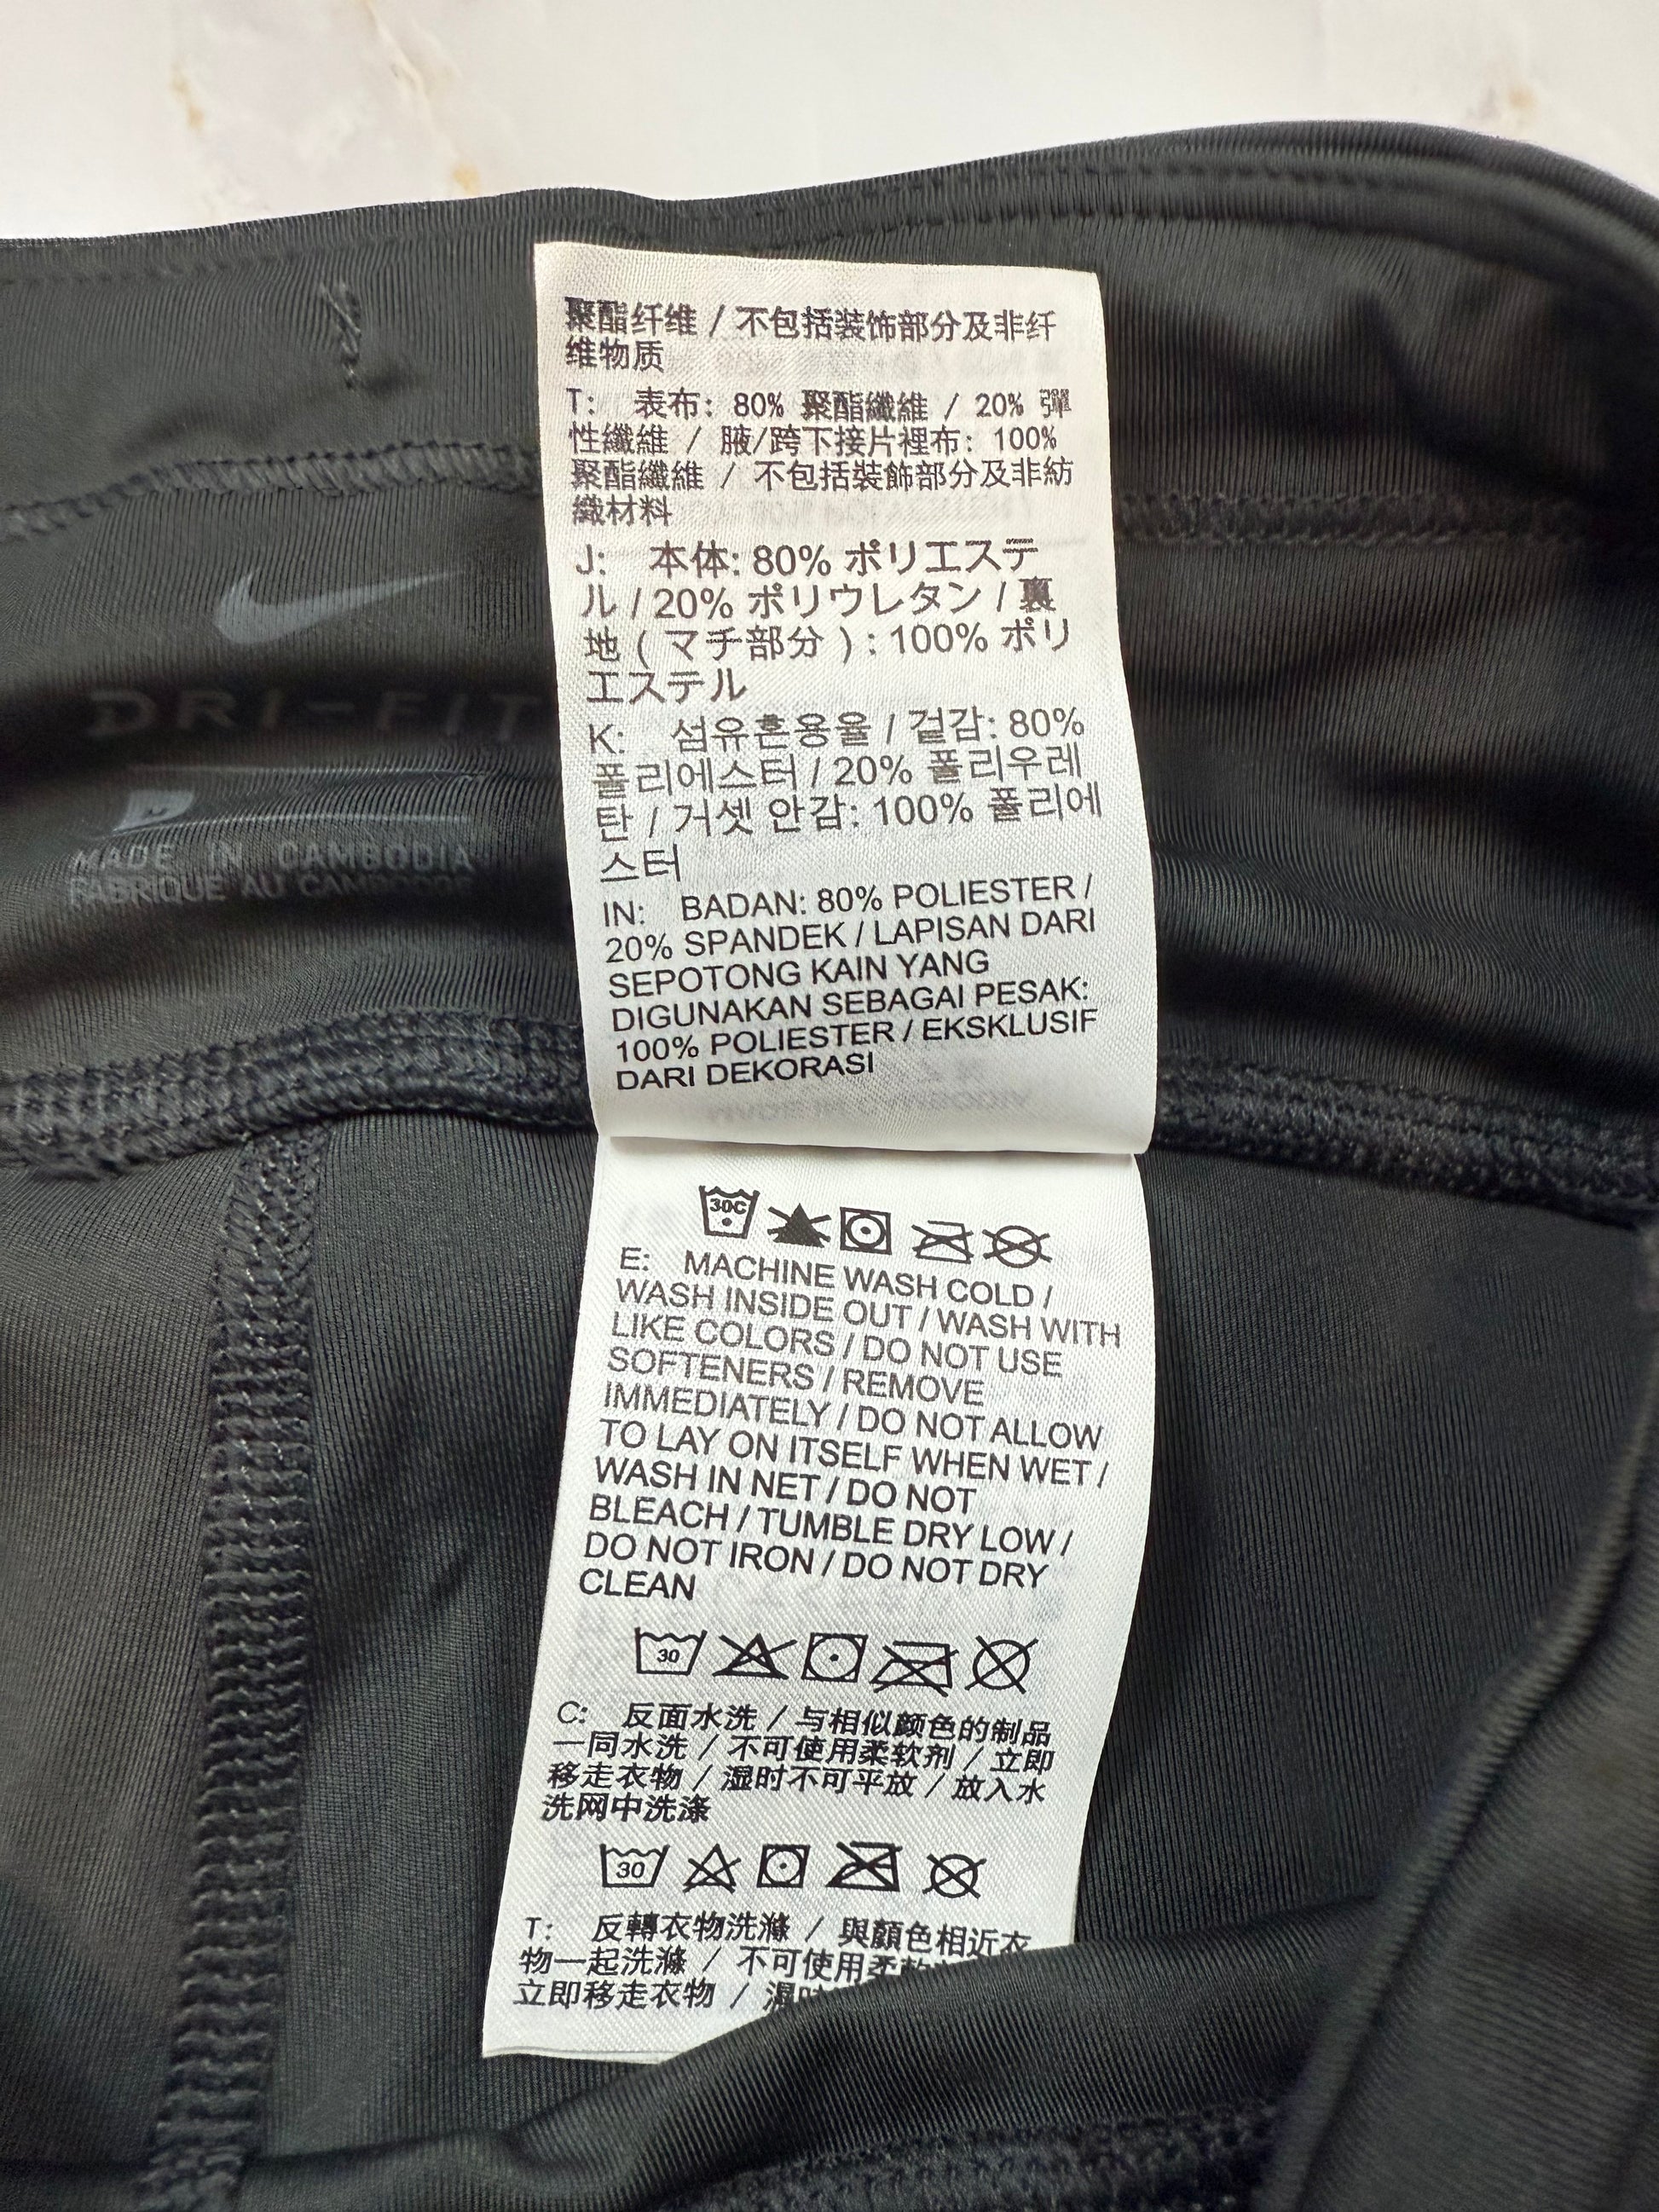 聚酯纤维 / 不包括装饰部分及非纤
维物质
T: 表布: 80% 聚酯纖維 / 20% 彈
性纖維 / 腋/跨下接片裡布: 100%
聚酯纖維 / 不包括裝飾部分及非紡
織材料
J: 本体: 80% ポリエステ
ル / 20% ポリウレタン / 裏
地 ( マチ部分 ) : 100% ポリ
エステル
K: 섬유혼용율 / 겉감: 80%
폴리에스터 / 20% 폴리우레
탄 / 거셋 안감: 100% 폴리에
스터
IN: BADAN: 80% POLIESTER /
20% SPANDEK / LAPISAN DARI
SEPOTONG KAIN YANG
DIGUNAKAN SEBAGAI PESAK:
100% POLIESTER / EKSKLUSIF
DARI DEKORASI
30C
E: MACHINE WASH COLD /
WASH INSIDE OUT / WASH WITH
LIKE COLORS / DO NOT USE
SOFTENERS / REMOVE
IMMEDIATELY / DO NOT ALLOW
TO LAY ON ITSELF WHEN WET /
WASH IN NET / DO NOT
BLEACH / TUMBLE DRY LOW /
DO NOT IRON / DO NOT DRY
CLEAN
30
C: 反面水洗 / 与相似颜色的制品
一同水洗 / 不可使用柔软剂 / 立即
移走衣物 / 湿时不可平放 / 放入水
洗网中洗涤
30
T: 反轉衣物洗滌 / 與顏色相近衣
物一起洗滌 / 不可使用柔軟
立即移走衣物 / 濕時
DRI-FIT
M
MADE IN CAMBODIA
FABRIQUE AU CAMBODGE